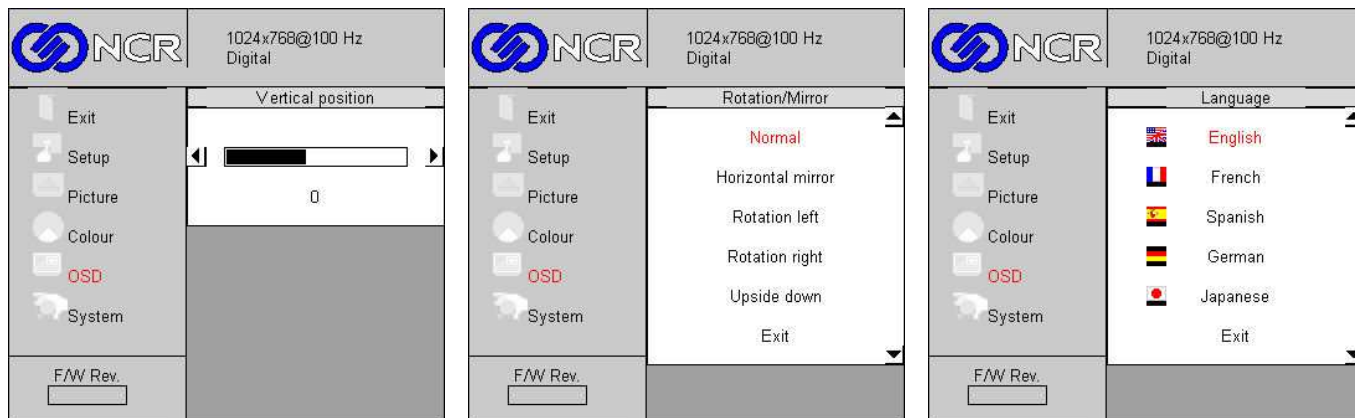 NCR
1024x768@100 Hz
Digital
Exit
Setup
Picture
Colour
OSD
System
F/W Rev.
Vertical position
0
NCR
1024x768@100 Hz
Digital
Exit
Setup
Picture
Colour
OSD
System
F/W Rev.
Rotation/Mirror
Normal
Horizontal mirror
Rotation left
Rotation right
Upside down
Exit
NCR
1024x768@100 Hz
Digital
Exit
Setup
Picture
Colour
OSD
System
F/W Rev.
Language
English
French
Spanish
German
Japanese
Exit